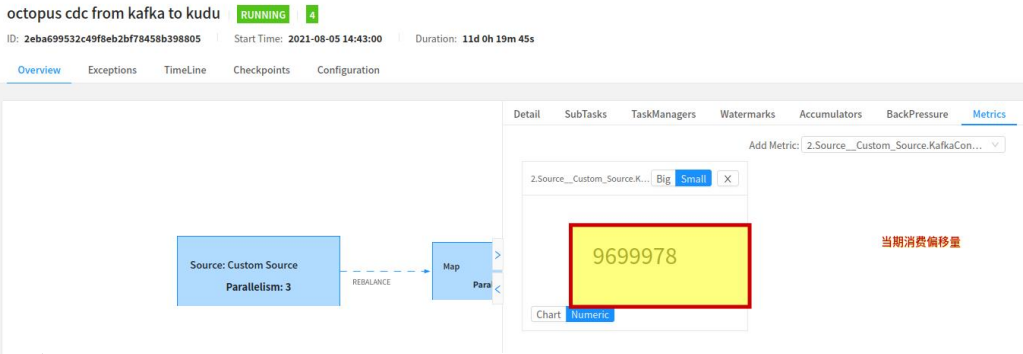 octopus cdc from kafka to kudu RUNNING 4
ID: 2eba699532c49f8eb2bf78458b398805 Start Time: 2021-08-05 14:43:00 Duration: 11d 0h 19m 45s
Overview Exceptions TimeLine Checkpoints Configuration
Detail SubTasks TaskManagers Watermarks Accumulators BackPressure Metrics
Add Metric: 2.Source__Custom_Source.KafkaCon...
2.Source__Custom_Source.K... Big Small X
当期消费偏移量
9699978
Source: Custom Source
Parallelism: 3
REBALANCE
Map
Para
Chart Numeric